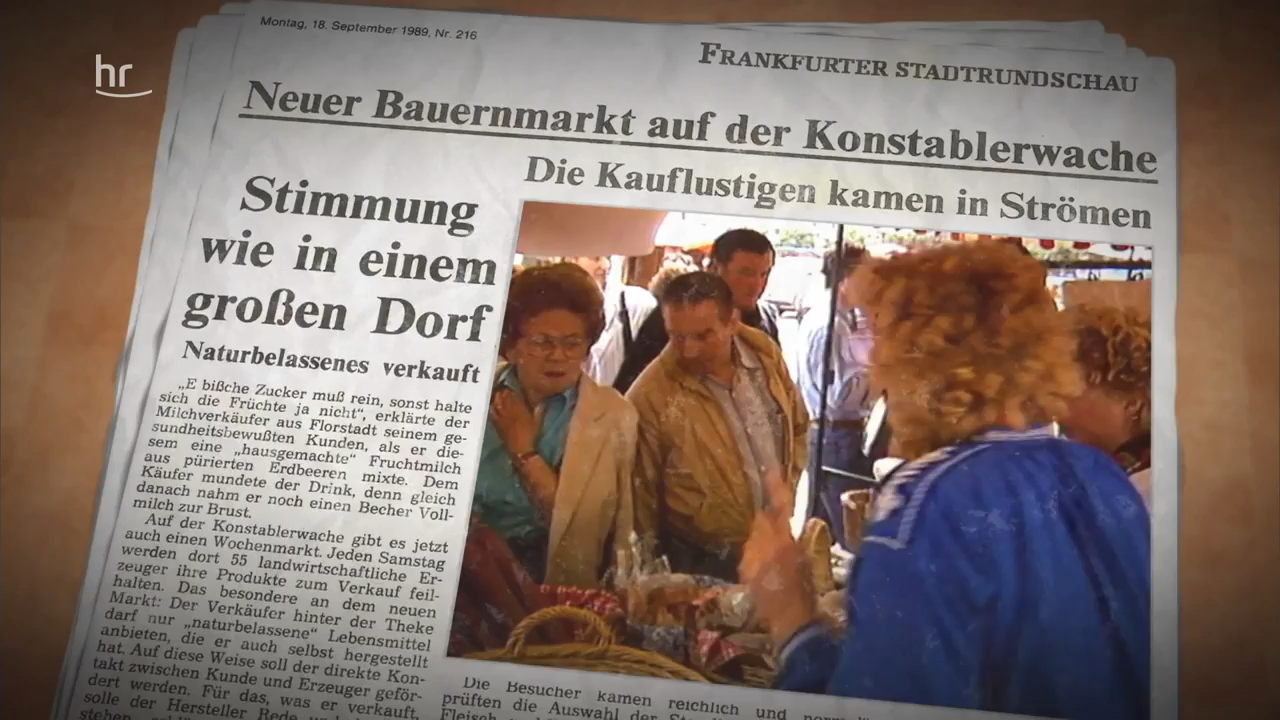 hr
Montag, 18. September 1989, Nr. 216
FRANKFURTER STADTRUNDSCHAU
Neuer Bauernmarkt auf der Konstablerwache
Die Kauflustigen kamen in Strömen
Stimmung
wie in einem
großen Dorf
Naturbelassenes verkauft
„E bißche Zucker muß rein, sonst halte
sich die Früchte ja nicht“, erklärte der
Milchverkäufer aus Florstadt seinem ge-
sundheitsbewußten Kunden, als er die-
sem eine „hausgemachte“ Fruchtmilch
aus pürierten Erdbeeren mixte. Dem
Käufer mundete der Drink, denn gleich
danach nahm er noch einen Becher Voll-
milch zur Brust.
Auf der Konstablerwache gibt es jetzt
auch einen Wochenmarkt. Jeden Samstag
werden dort 55 landwirtschaftliche Er-
zeuger ihre Produkte zum Verkauf feil-
halten. Das besondere an dem neuen
Markt: Der Verkäufer hinter der Theke
darf nur „naturbelassene“ Lebensmittel
anbieten, die er auch selbst hergestellt
hat. Auf diese Weise soll der direkte Kon-
takt zwischen Kunde und Erzeuger geför-
dert werden. Für das, was er verkauft,
solle der Hersteller Rede und
stehen
Die Besucher kamen reichlich und
prüften die Auswahl der
Fleisch